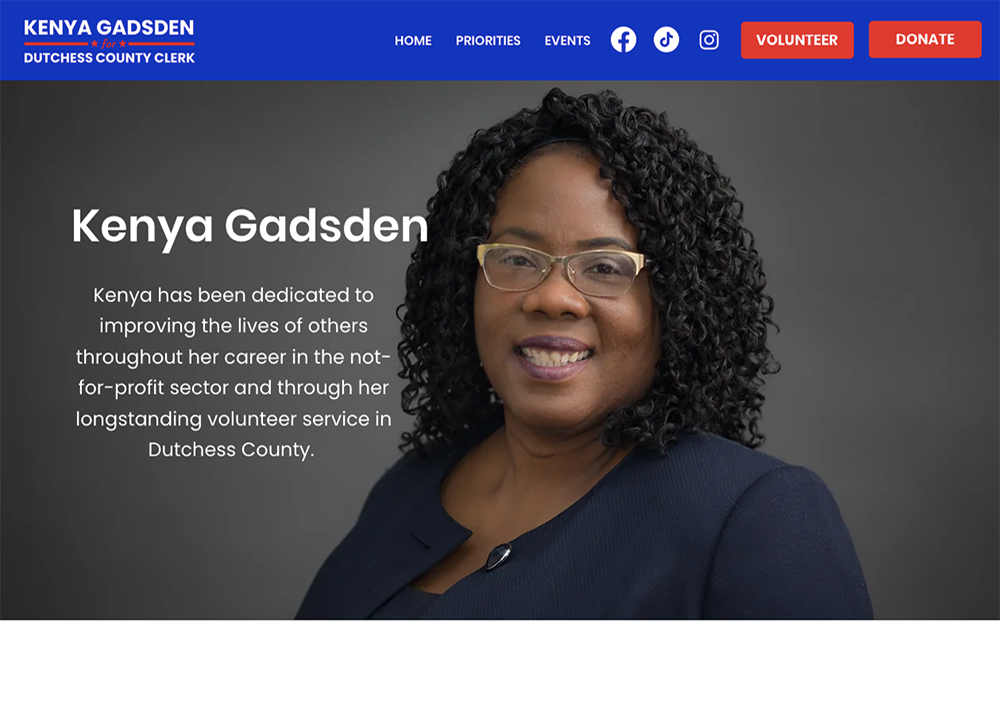 KENYA GADSDEN
for
DUTCHESS COUNTY CLERK
HOME PRIORITIES EVENTS VOLUNTEER DONATE
Kenya Gadsden
Kenya has been dedicated to
improving the lives of others
throughout her career in the not-
for-profit sector and through her
longstanding volunteer service in
Dutchess County.